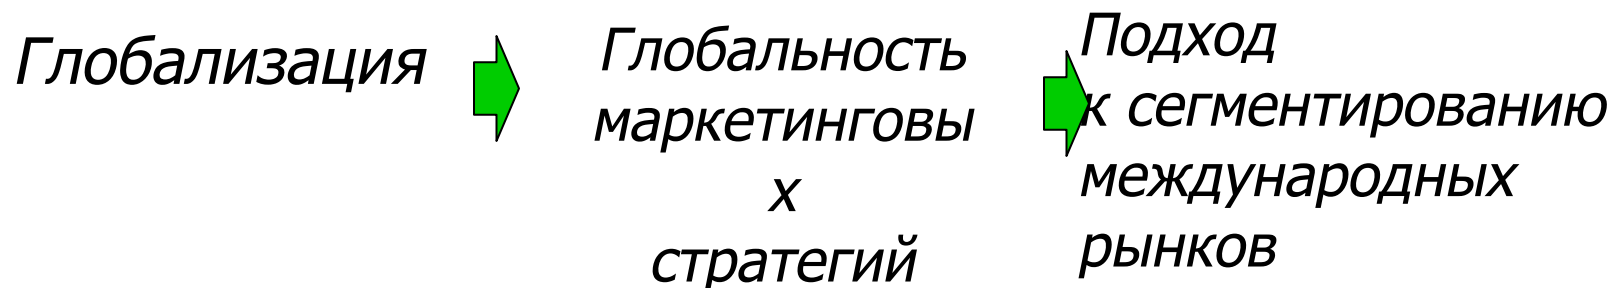 Глобализация
Глобальность
маркетинговы
х
стратегий
Подход
к сегментированию
международных
рынков